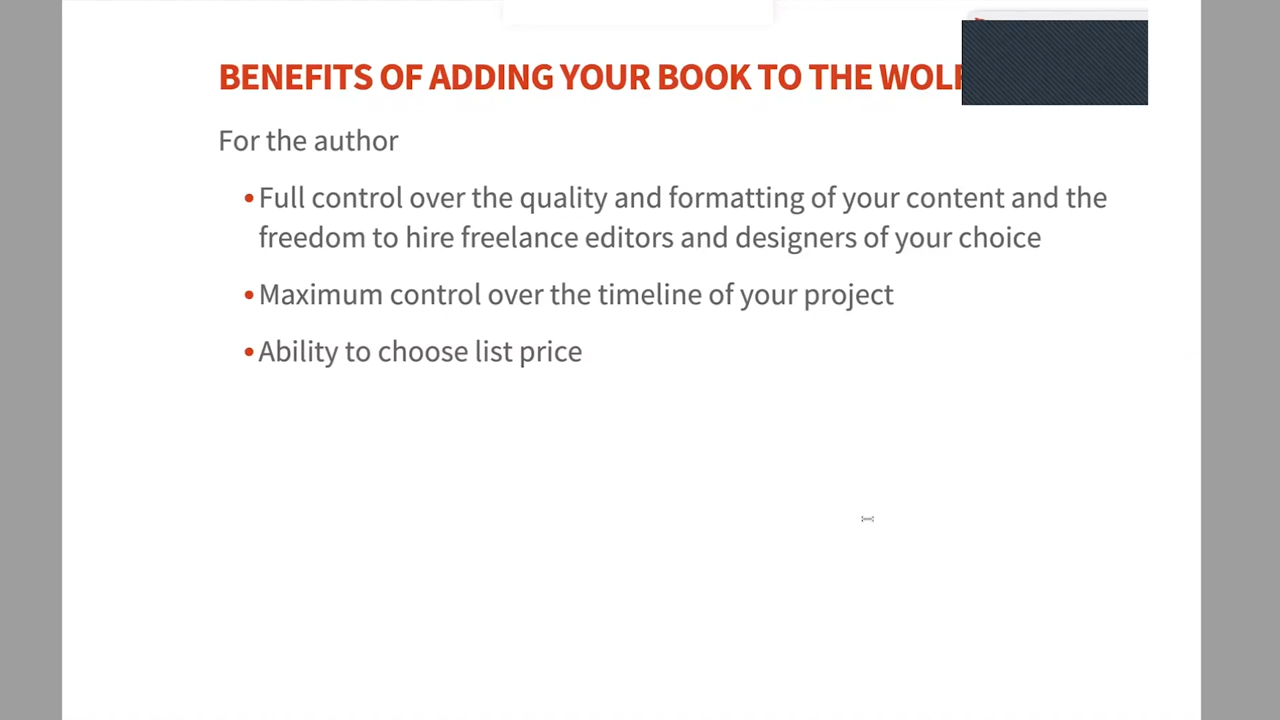 BENEFITS OF ADDING YOUR BOOK TO THE
For the author
•Full control over the quality and formatting of your content and the
freedom to hire freelance editors and designers of your choice
•Maximum control over the timeline of your project
•Ability to choose list price